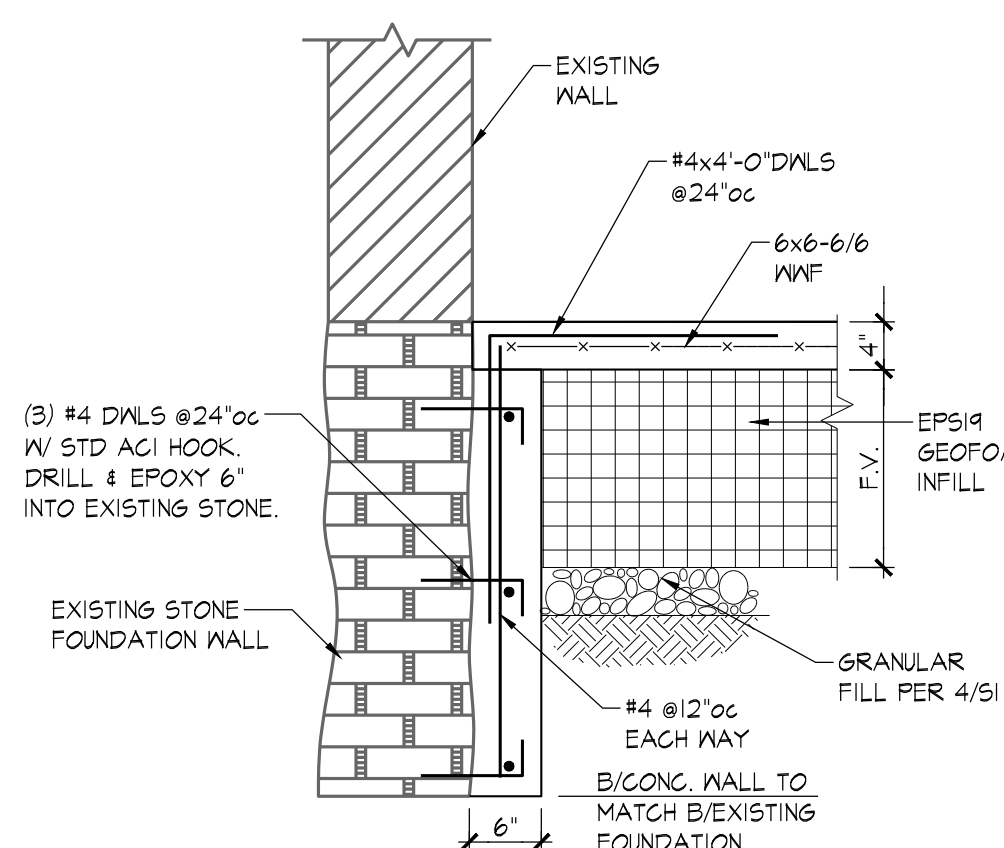 EXISTING
WALL
#4x4'-0"DWLS
@24"oc
6x6-6/6
WWF
4"
(3) #4 DWLS @24"oc
W/ STD ACI HOOK.
DRILL & EPOXY 6"
INTO EXISTING STONE.
EPS19
GEOFOA
INFILL
F.V.
EXISTING STONE
FOUNDATION WALL
GRANULAR
FILL PER 4/S1
#4 @12"oc
EACH WAY
B/CONC. WALL TO
MATCH B/EXISTING
FOUNDATION
6"